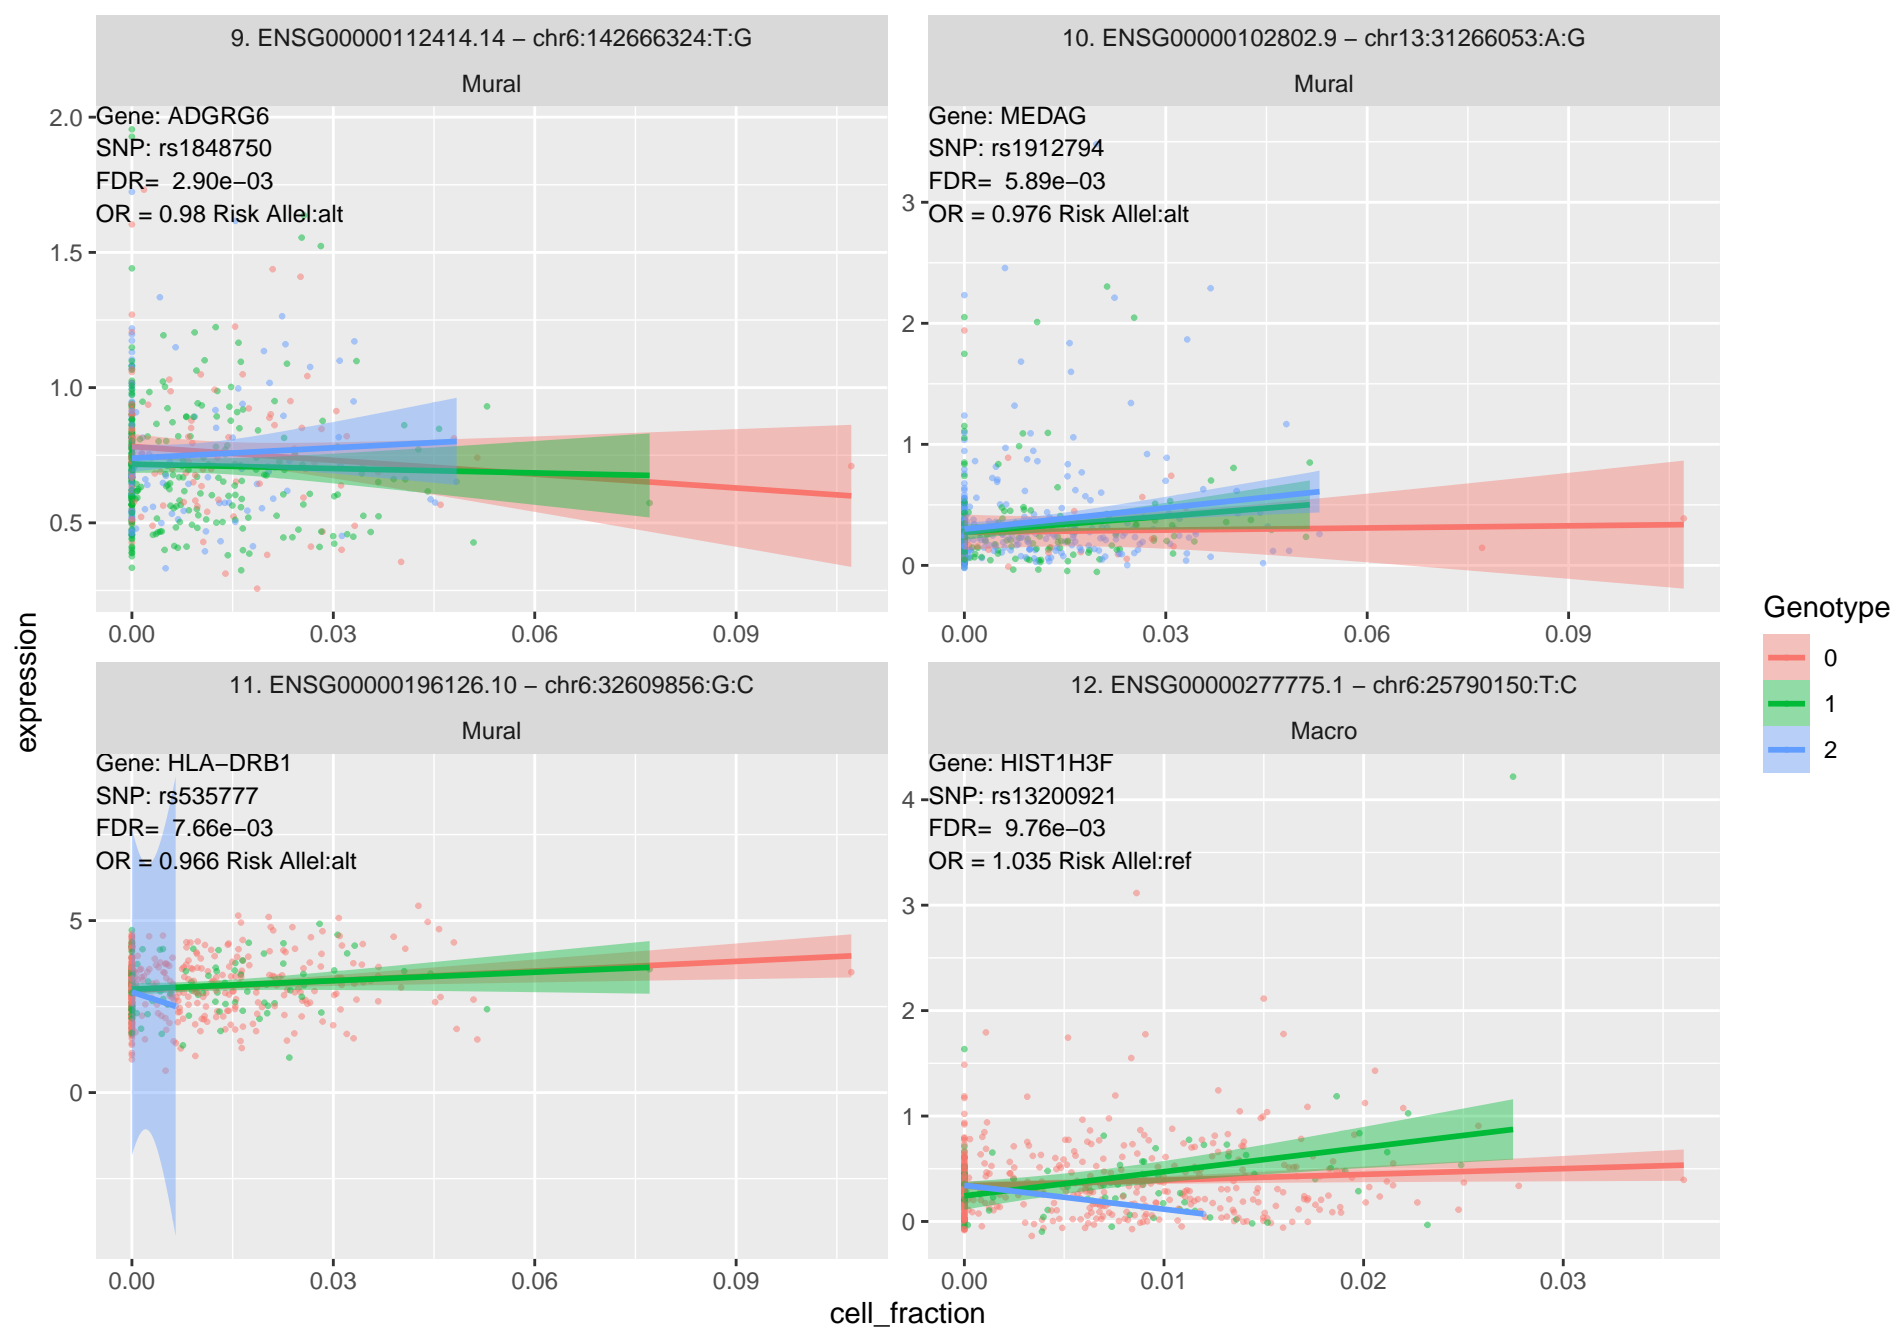 9. ENSG00000112414.14 – chr6:142666324:T:G
Mural
Gene: ADGRG6
SNP: rs1848750
FDR= 2.90e−03
OR = 0.98 Risk Allel:alt
2.0
1.5
1.0
0.5
0.00 0.03 0.06 0.09
10. ENSG00000102802.9 – chr13:31266053:A:G
Mural
Gene: MEDAG
SNP: rs1912794
FDR= 5.89e−03
OR = 0.976 Risk Allel:alt
3
2
1
0
0.00 0.03 0.06 0.09
11. ENSG00000196126.10 – chr6:32609856:G:C
Mural
Gene: HLA−DRB1
SNP: rs535777
FDR= 7.66e−03
OR = 0.966 Risk Allel:alt
5
0
0.00 0.03 0.06 0.09
12. ENSG00000277775.1 – chr6:25790150:T:C
Macro
Gene: HIST1H3F
SNP: rs13200921
FDR= 9.76e−03
OR = 1.035 Risk Allel:ref
4
3
2
1
0
0.00 0.01 0.02 0.03
expression
cell_fraction
Genotype
0
1
2